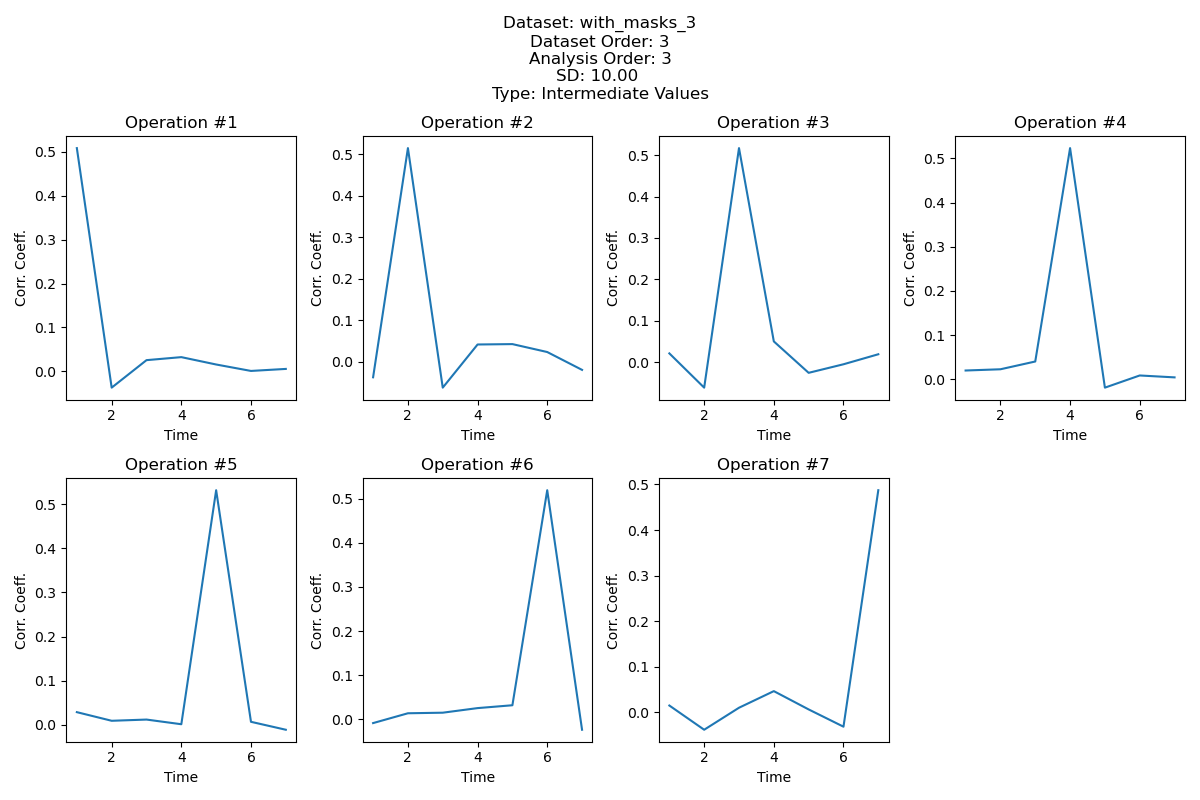 Dataset: with_masks_3
Dataset Order: 3
Analysis Order: 3
SD: 10.00
Type: Intermediate Values
Operation #1
Corr. Coeff.
0.5
0.4
0.3
0.2
0.1
0.0
2 4 6
Time
Operation #2
Corr. Coeff.
0.5
0.4
0.3
0.2
0.1
0.0
2 4 6
Time
Operation #3
Corr. Coeff.
0.5
0.4
0.3
0.2
0.1
0.0
2 4 6
Time
Operation #4
Corr. Coeff.
0.5
0.4
0.3
0.2
0.1
0.0
2 4 6
Time
Operation #5
Corr. Coeff.
0.5
0.4
0.3
0.2
0.1
0.0
2 4 6
Time
Operation #6
Corr. Coeff.
0.5
0.4
0.3
0.2
0.1
0.0
2 4 6
Time
Operation #7
Corr. Coeff.
0.5
0.4
0.3
0.2
0.1
0.0
2 4 6
Time